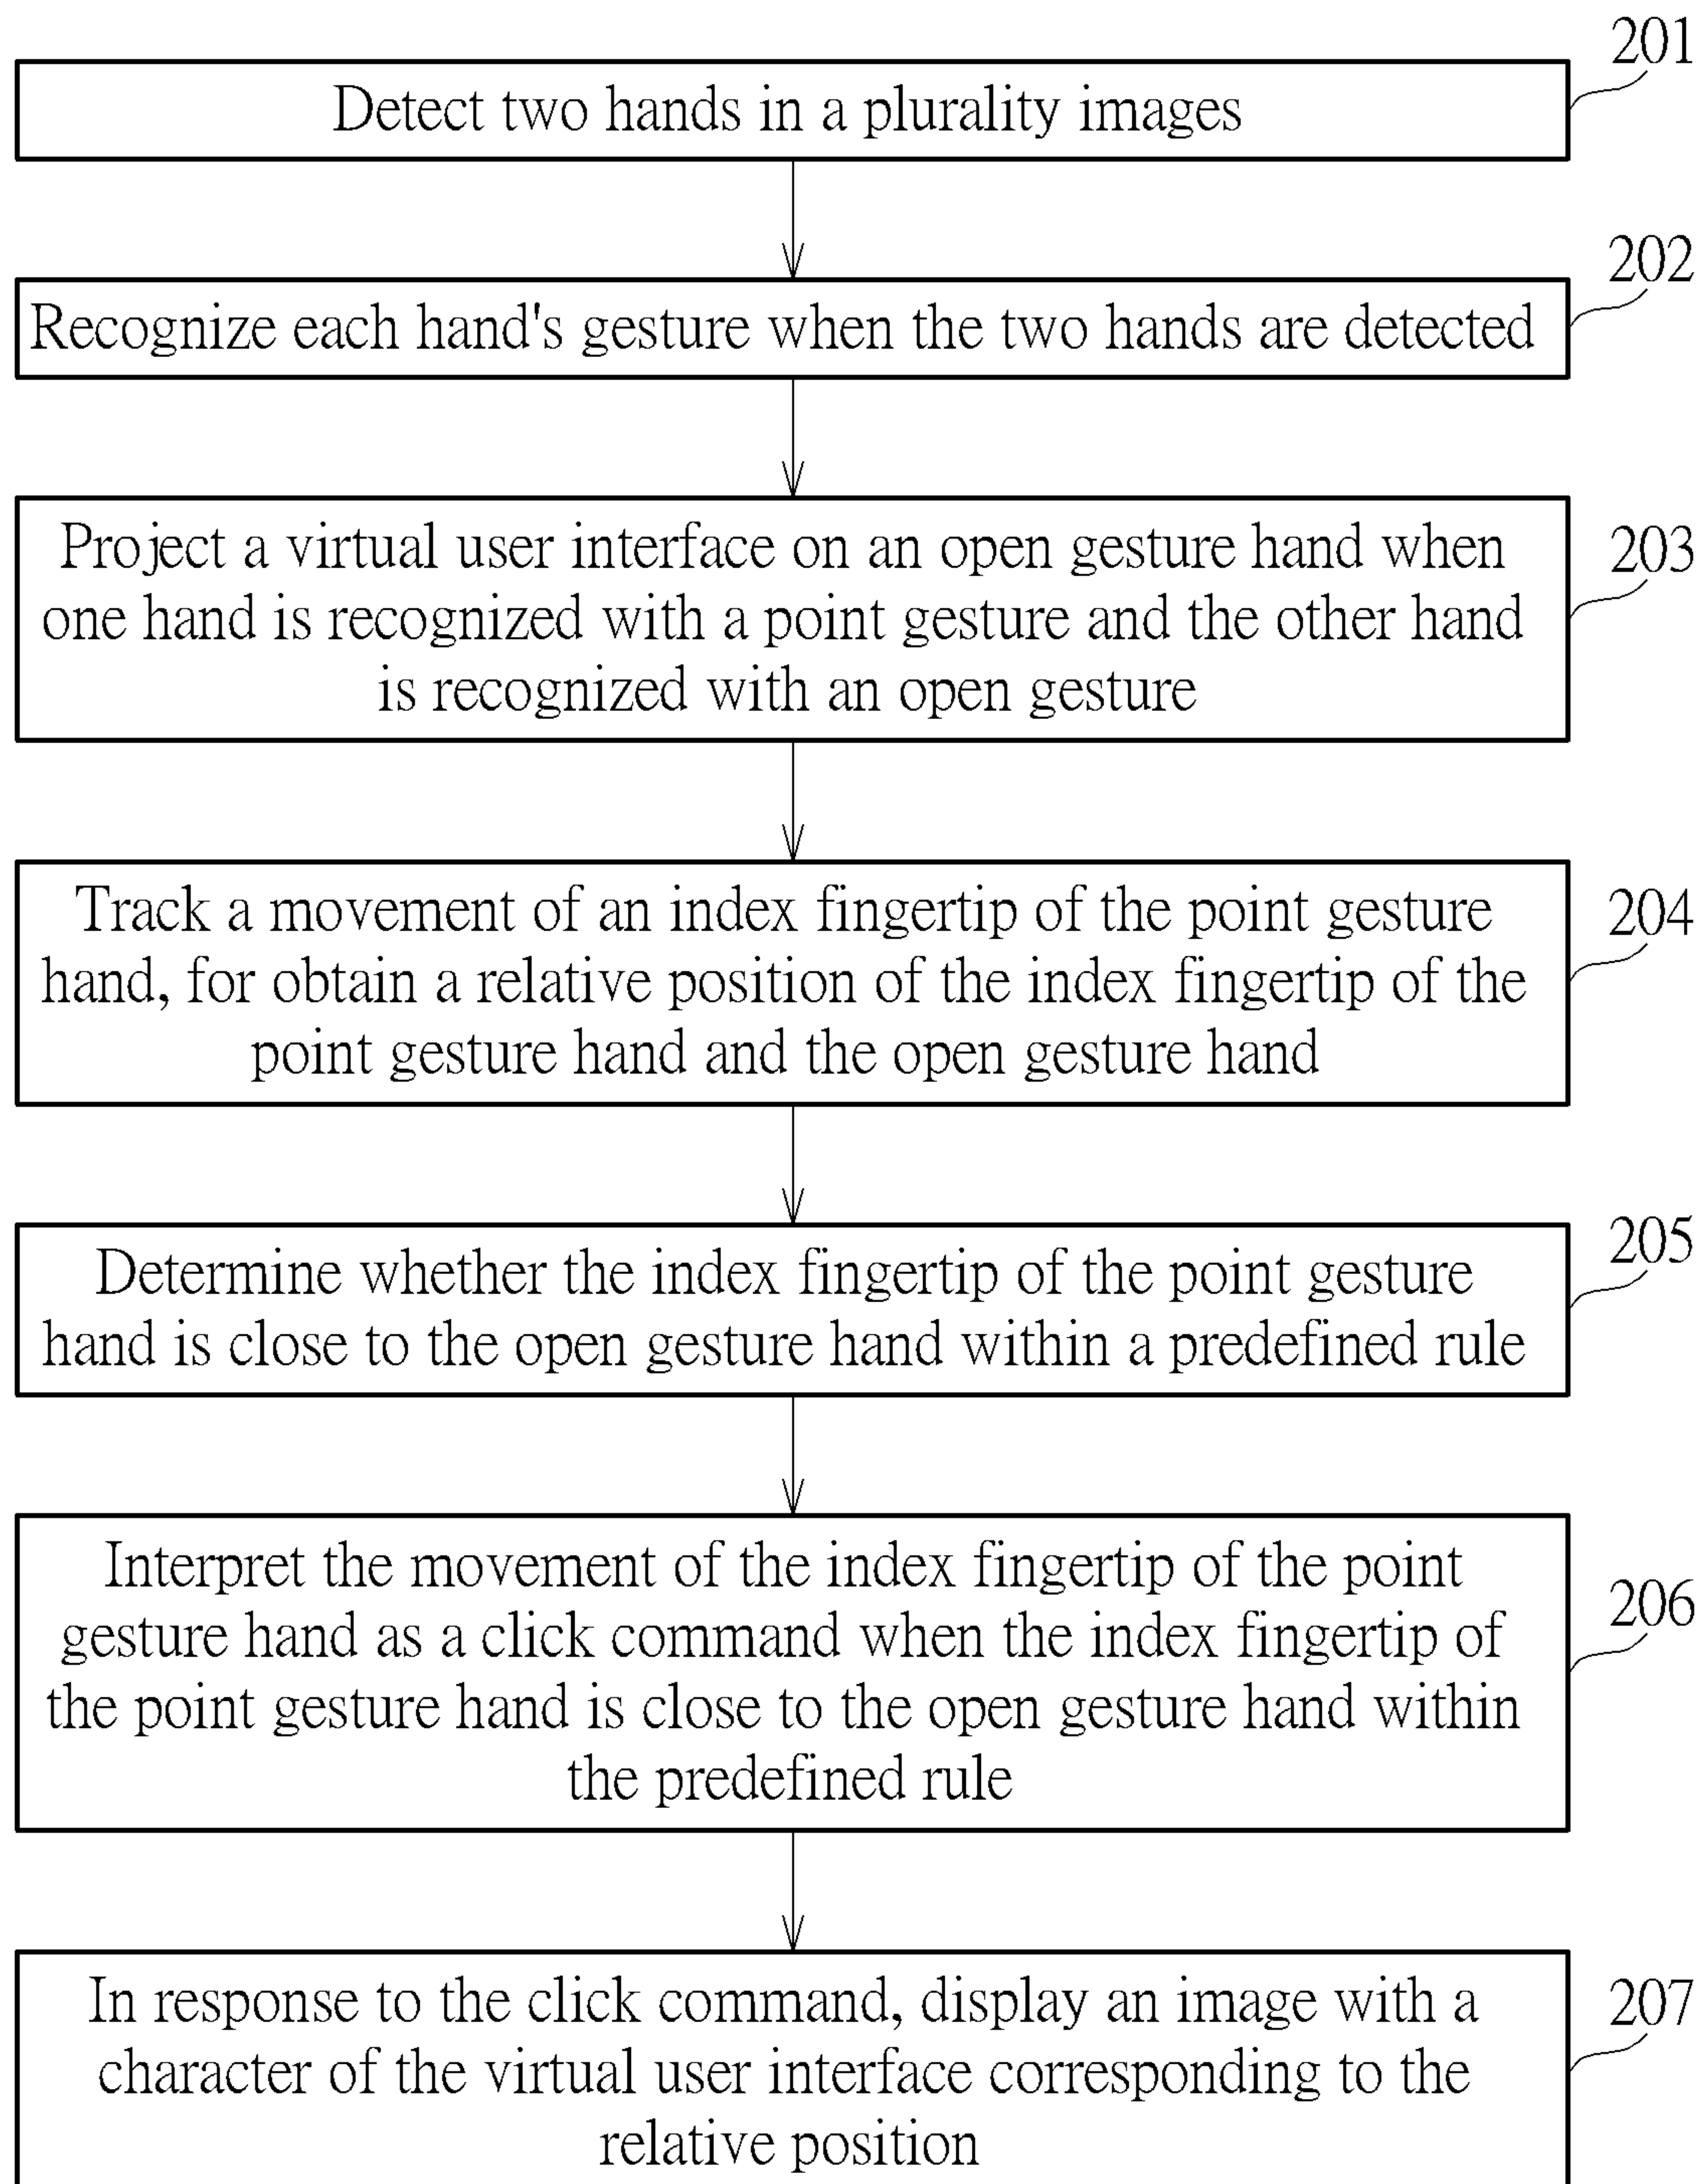 201
Detect two hands in a plurality images
202
Recognize each hand's gesture when the two hands are detected
203
Project a virtual user interface on an open gesture hand when
one hand is recognized with a point gesture and the other hand
is recognized with an open gesture
204
Track a movement of an index fingertip of the point gesture
hand, for obtain a relative position of the index fingertip of the
point gesture hand and the open gesture hand
205
Determine whether the index fingertip of the point gesture
hand is close to the open gesture hand within a predefined rule
206
Interpret the movement of the index fingertip of the point
gesture hand as a click command when the index fingertip of
the point gesture hand is close to the open gesture hand within
the predefined rule
207
In response to the click command, display an image with a
character of the virtual user interface corresponding to the
relative position